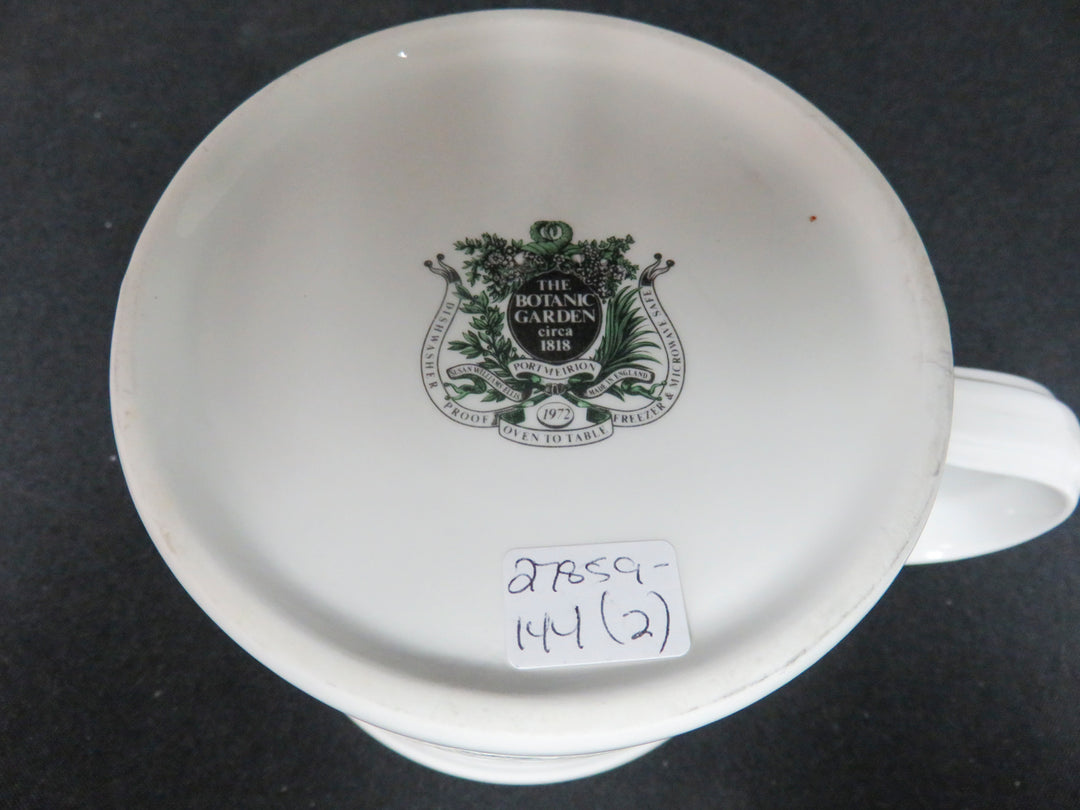 THE
BOTANIC
GARDEN
circa
1818
PORTMEIRION
SUSAN WILLIAMS-ELLIS
MADE IN ENGLAND
1972
DISHWASHER PROOF
OVEN TO TABLE
FREEZER & MICROWAVE SAFE
27859-
144 (2)